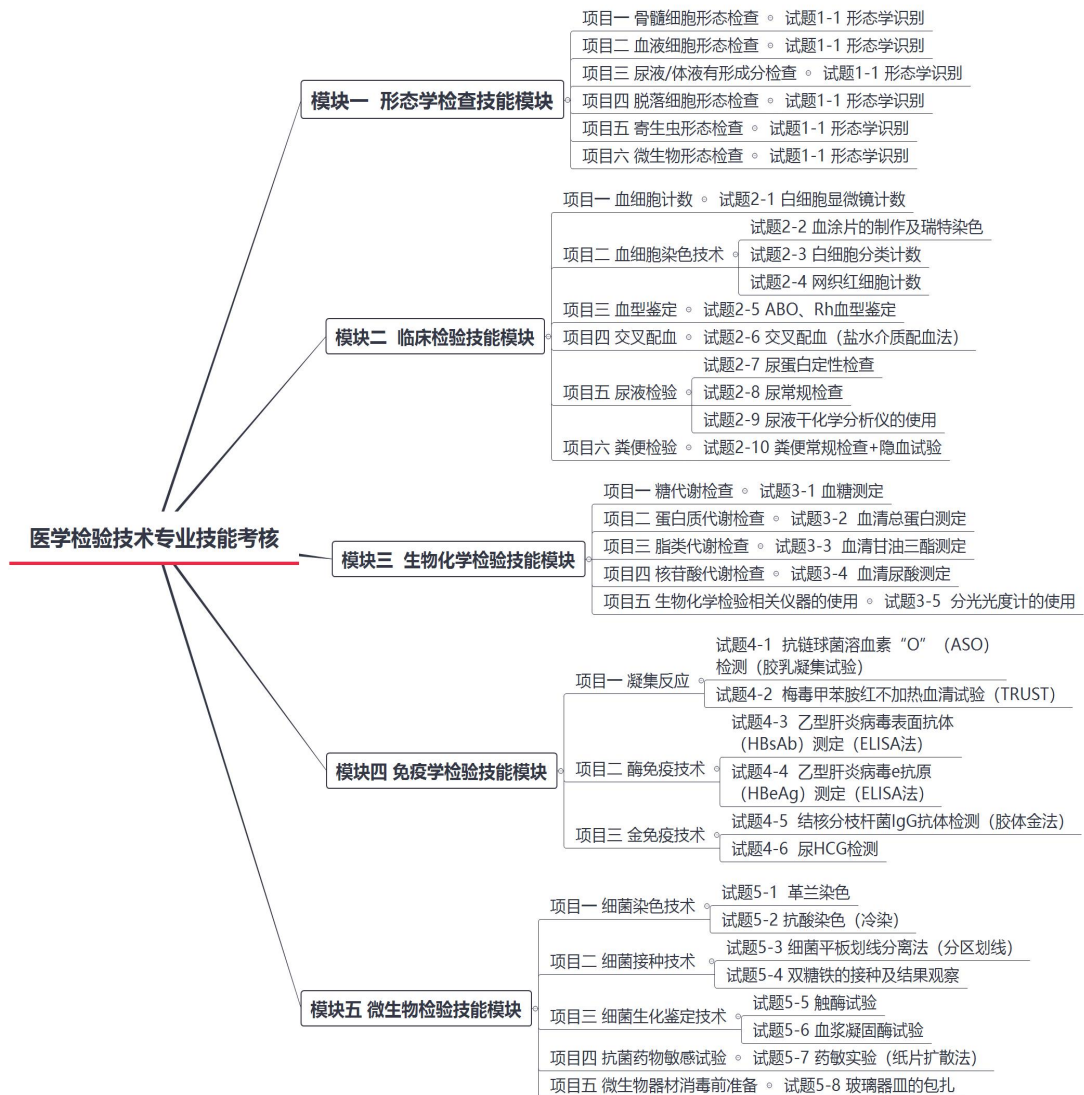 医学检验技术专业技能考核
模块一 形态学检查技能模块
项目一 骨髓细胞形态检查 试题1-1 形态学识别
项目二 血液细胞形态检查 试题1-1 形态学识别
项目三 尿液/体液有形成分检查 试题1-1 形态学识别
项目四 脱落细胞形态检查 试题1-1 形态学识别
项目五 寄生虫形态检查 试题1-1 形态学识别
项目六 微生物形态检查 试题1-1 形态学识别
模块二 临床检验技能模块
项目一 血细胞计数 试题2-1 白细胞显微镜计数
项目二 血细胞染色技术
试题2-2 血涂片的制作及瑞特染色
试题2-3 白细胞分类计数
试题2-4 网织红细胞计数
项目三 血型鉴定 试题2-5 ABO、Rh血型鉴定
项目四 交叉配血 试题2-6 交叉配血（盐水介质配血法）
项目五 尿液检验
试题2-7 尿蛋白定性检查
试题2-8 尿常规检查
试题2-9 尿液干化学分析仪的使用
项目六 粪便检验 试题2-10 粪便常规检查+隐血试验
模块三 生物化学检验技能模块
项目一 糖代谢检查 试题3-1 血糖测定
项目二 蛋白质代谢检查 试题3-2 血清总蛋白测定
项目三 脂类代谢检查 试题3-3 血清甘油三酯测定
项目四 核苷酸代谢检查 试题3-4 血清尿酸测定
项目五 生物化学检验相关仪器的使用 试题3-5 分光光度计的使用
模块四 免疫学检验技能模块
项目一 凝集反应
试题4-1 抗链球菌溶血素“O”（ASO）
检测（胶乳凝集试验）
试题4-2 梅毒甲苯胺红不加热血清试验（TRUST）
项目二 酶免疫技术
试题4-3 乙型肝炎病毒表面抗体
（HBsAb）测定（ELISA法）
试题4-4 乙型肝炎病毒e抗原
（HBeAg）测定（ELISA法）
项目三 金免疫技术
试题4-5 结核分枝杆菌IgG抗体检测（胶体金法）
试题4-6 尿HCG检测
模块五 微生物检验技能模块
项目一 细菌染色技术
试题5-1 革兰染色
试题5-2 抗酸染色（冷染）
项目二 细菌接种技术
试题5-3 细菌平板划线分离法（分区划线）
试题5-4 双糖铁的接种及结果观察
项目三 细菌生化鉴定技术
试题5-5 触酶试验
试题5-6 血浆凝固酶试验
项目四 抗菌药物敏感试验 试题5-7 药敏实验（纸片扩散法）
项目五 微生物器材消毒前准备 试题5-8 玻璃器皿的包扎